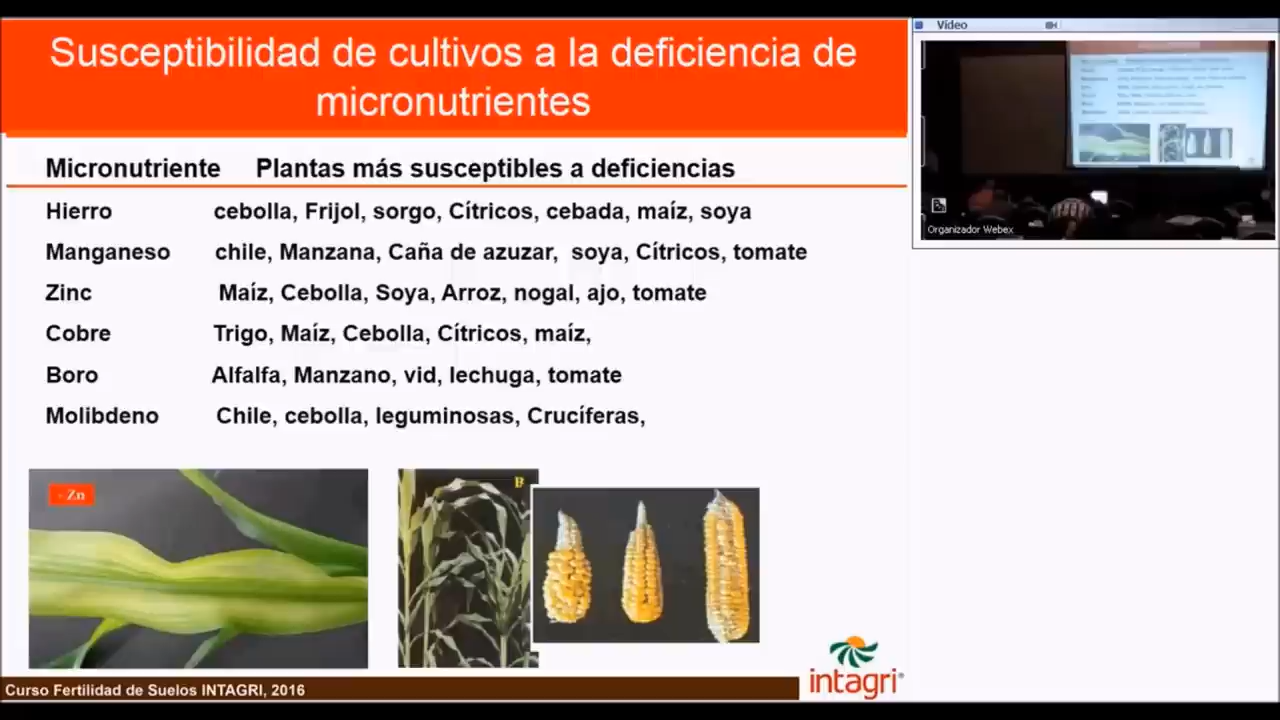 Susceptibilidad de cultivos a la deficiencia de
micronutrientes
Micronutriente Plantas más susceptibles a deficiencias
Hierro cebolla, Frijol, sorgo, Cítricos, cebada, maíz, soya
Manganeso chile, Manzana, Caña de azuzar, soya, Cítricos, tomate
Zinc Maíz, Cebolla, Soya, Arroz, nogal, ajo, tomate
Cobre Trigo, Maíz, Cebolla, Cítricos, maíz,
Boro Alfalfa, Manzano, vid, lechuga, tomate
Molibdeno Chile, cebolla, leguminosas, Crucíferas,
- Zn
B
intagri®
Curso Fertilidad de Suelos INTAGRI, 2016
Vídeo
Organizador Webex